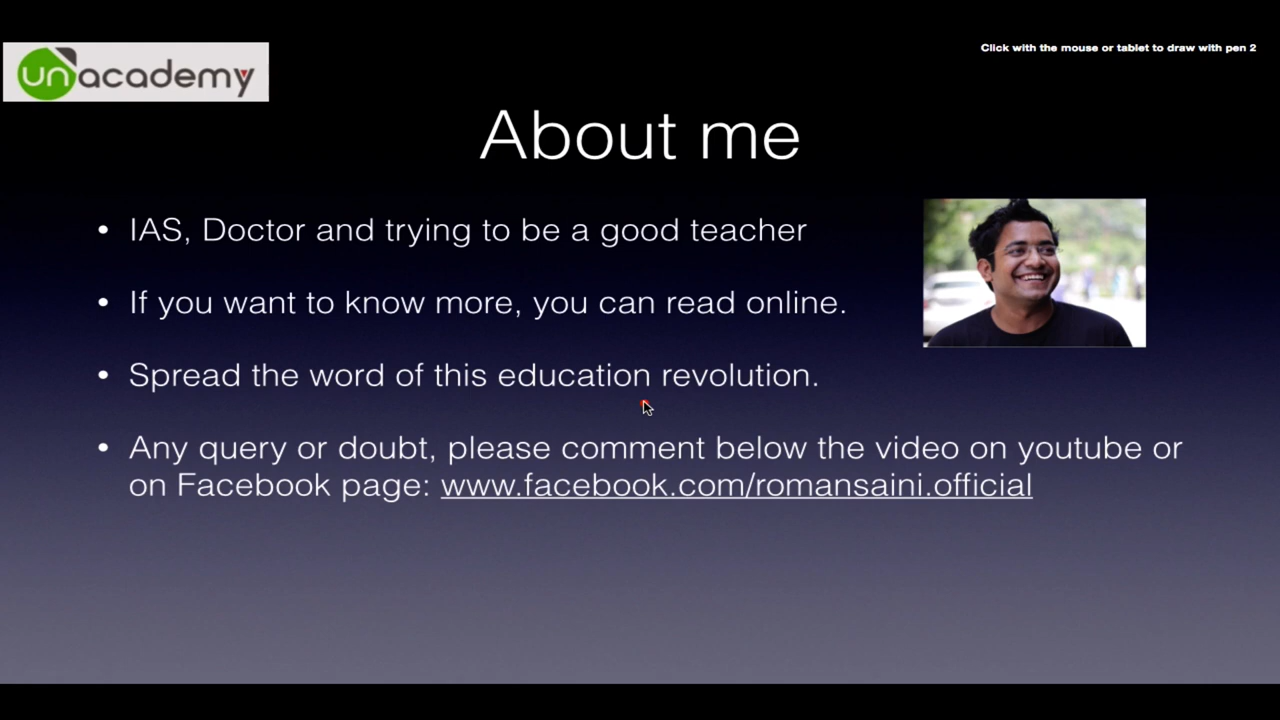 unacademy
Click with the mouse or tablet to draw with pen 2
About me
• IAS, Doctor and trying to be a good teacher
• If you want to know more, you can read online.
• Spread the word of this education revolution.
• Any query or doubt, please comment below the video on youtube or
on Facebook page: www.facebook.com/romansaini.official